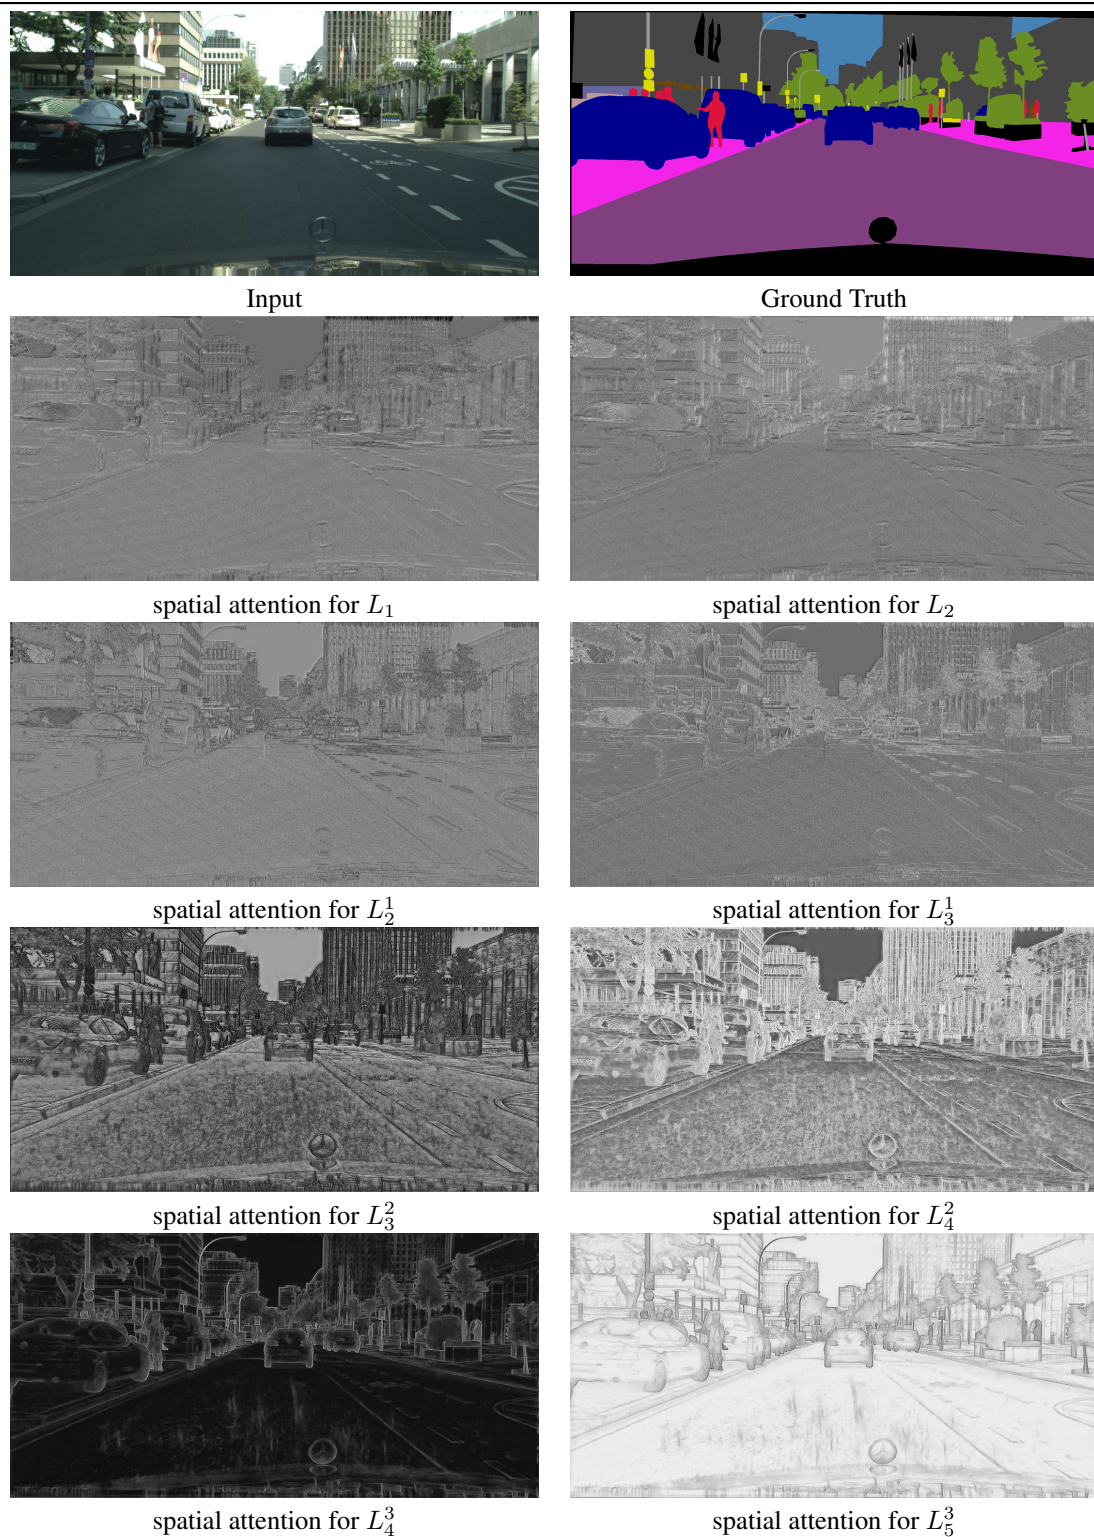 Input
Ground Truth
spatial attention for L₁
spatial attention for L₂
spatial attention for L₂¹
spatial attention for L₃¹
spatial attention for L₃²
spatial attention for L₄²
spatial attention for L₄³
spatial attention for L₅³